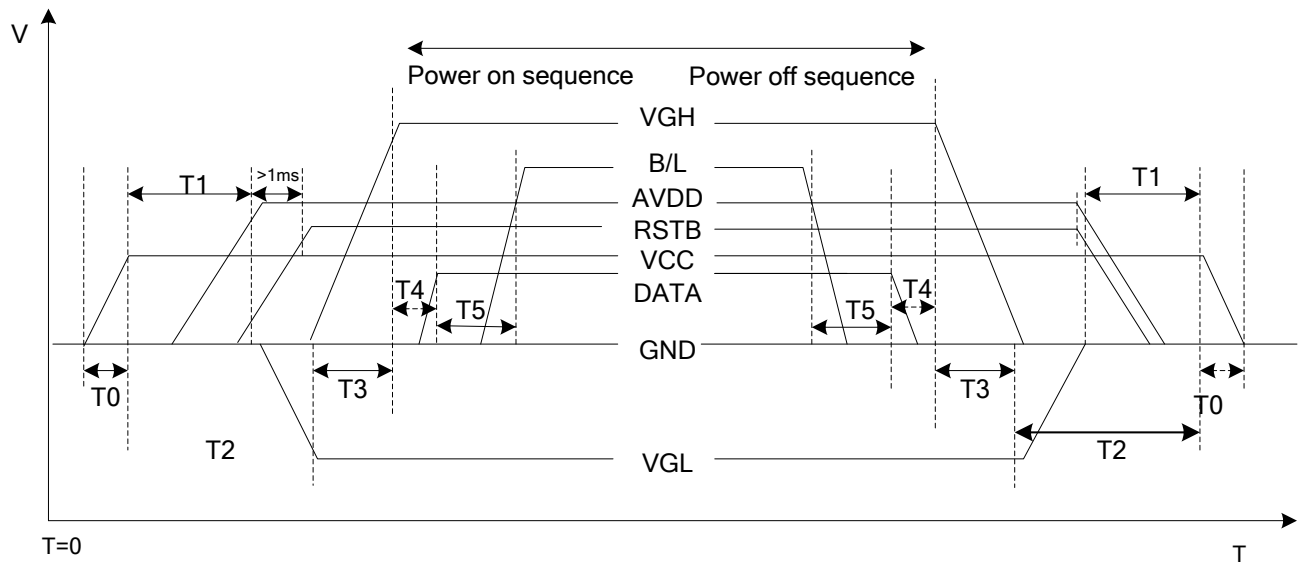 V
Power on sequence Power off sequence
VGH
B/L
T1 >1ms AVDD T1
RSTB
VCC
T4 DATA T4
T5 T5
GND
T0 T3 T3 T0
T2 T2
VGL
T=0 T